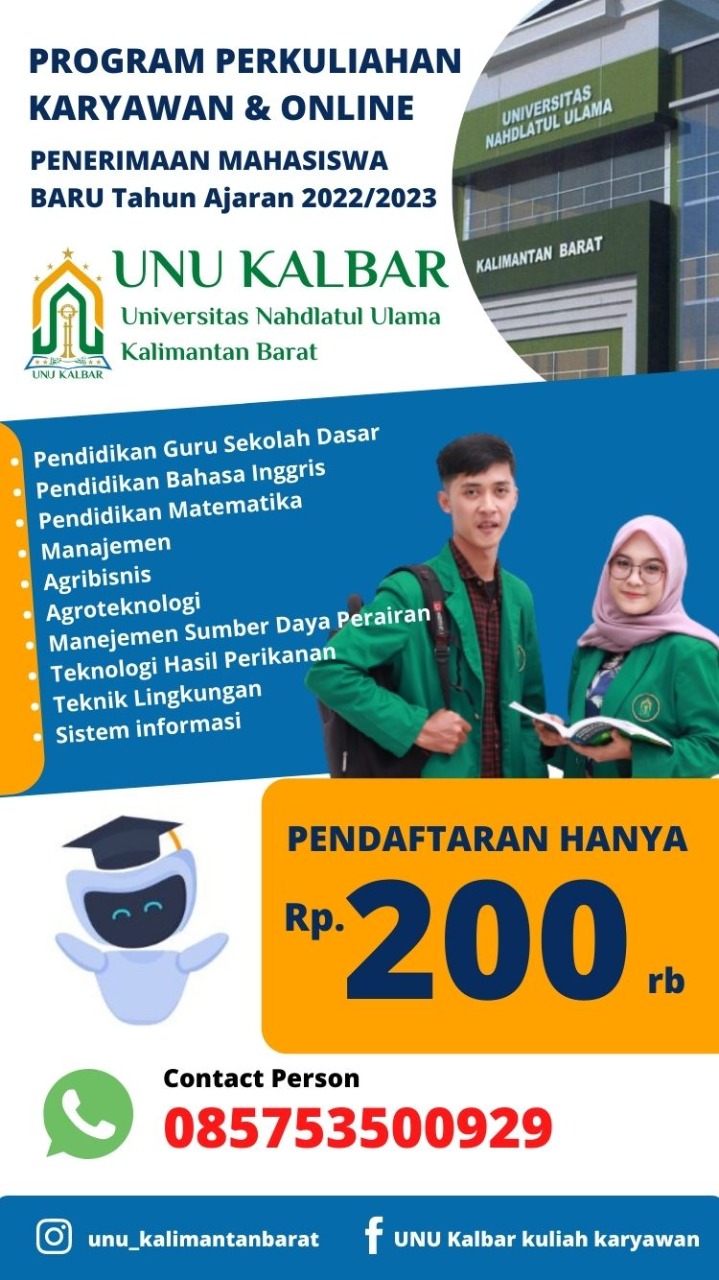 PROGRAM PERKULIAHAN
KARYAWAN & ONLINE
PENERIMAAN MAHASISWA
BARU Tahun Ajaran 2022/2023
UNIVERSITAS
NAHDLATUL ULAMA
KALIMANTAN BARAT
UNU KALBAR
Universitas Nahdlatul Ulama
Kalimantan Barat
UNU KALBAR
Pendidikan Guru Sekolah Dasar
Pendidikan Bahasa Inggris
Pendidikan Matematika
Manajemen
Agribisnis
Agroteknologi
Manejemen Sumber Daya Perairan
Teknologi Hasil Perikanan
Teknik Lingkungan
Sistem informasi
PENDAFTARAN HANYA
Rp. 200 rb
Contact Person
085753500929
unu_kalimantanbarat
UNU Kalbar kuliah karyawan